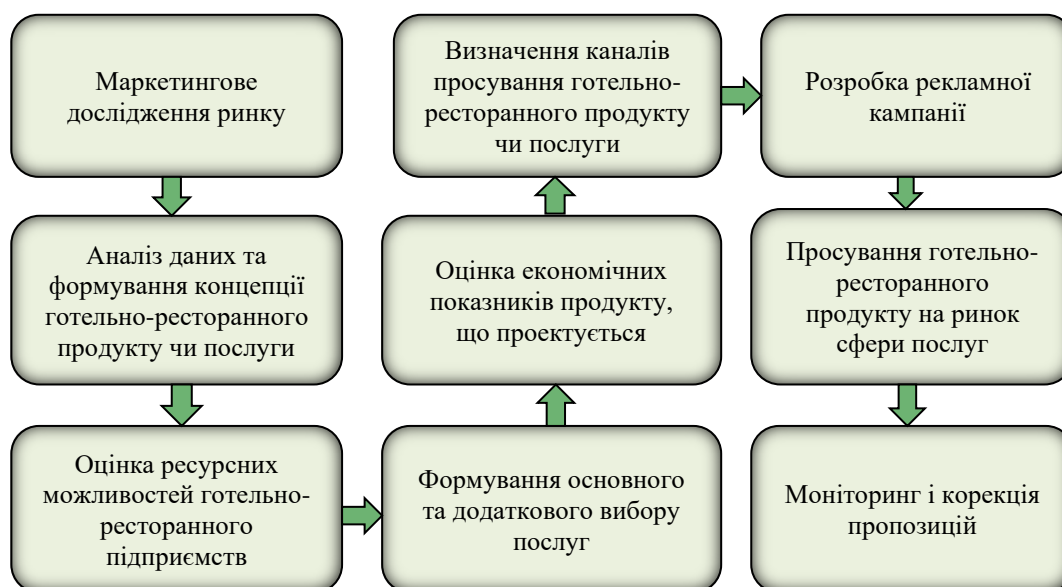 Маркетингове
дослідження ринку
Аналіз даних та
формування концепції
готельно-ресторанного
продукту чи послуги
Оцінка ресурсних
можливостей готельно-
ресторанного
підприємств
Формування основного
та додаткового вибору
послуг
Оцінка економічних
показників продукту,
що проектується
Визначення каналів
просування готельно-
ресторанного продукту
чи послуги
Розробка рекламної
кампанії
Просування готельно-
ресторанного
продукту на ринок
сфери послуг
Моніторинг і корекція
пропозицій